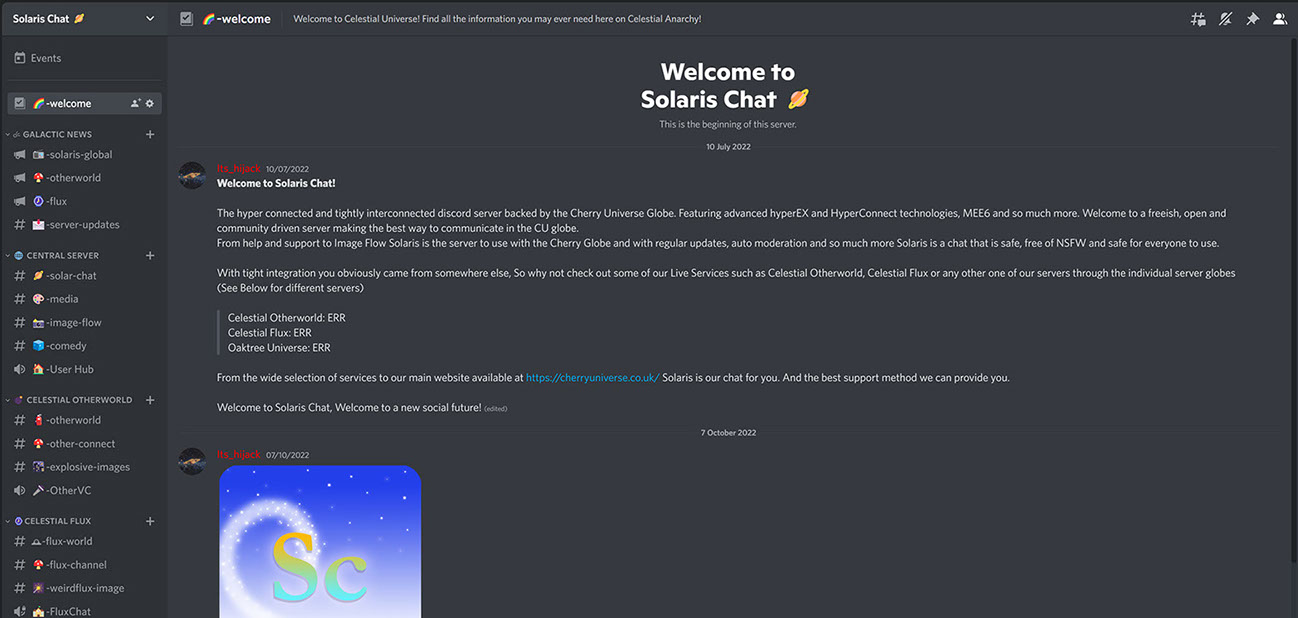 Solaris Chat 🪐
Events
🌈-welcome
GALACTIC NEWS
-solaris-global
🍄-otherworld
-flux
📩-server-updates
CENTRAL SERVER
🪐-solar-chat
🎨-media
📸-image-flow
🧊-comedy
🏠-User Hub
CELESTIAL OTHERWORLD
-otherworld
🍄-other-connect
-explosive-images
🎤-OtherVC
CELESTIAL FLUX
-flux-world
🍄-flux-channel
-weirdflux-image
-FluxChat
🌈-welcome
Welcome to Celestial Universe! Find all the information you may ever need here on Celestial Anarchy!
Welcome to
Solaris Chat 🪐
This is the beginning of this server.
10 July 2022
Its_hijack 10/07/2022
Welcome to Solaris Chat!
The hyper connected and tightly interconnected discord server backed by the Cherry Universe Globe. Featuring advanced hyperEX and HyperConnect technologies, MEE6 and so much more. Welcome to a freeish, open and
community driven server making the best way to communicate in the CU globe.
From help and support to Image Flow Solaris is the server to use with the Cherry Globe and with regular updates, auto moderation and so much more Solaris is a chat that is safe, free of NSFW and safe for everyone to use.
With tight integration you obviously came from somewhere else, So why not check out some of our Live Services such as Celestial Otherworld, Celestial Flux or any other one of our servers through the individual server globes
(See Below for different servers)
Celestial Otherworld: ERR
Celestial Flux: ERR
Oaktree Universe: ERR
From the wide selection of services to our main website available at https://cherryuniverse.co.uk/ Solaris is our chat for you. And the best support method we can provide you.
Welcome to Solaris Chat, Welcome to a new social future! (edited)
7 October 2022
Its_hijack 07/10/2022
Sc